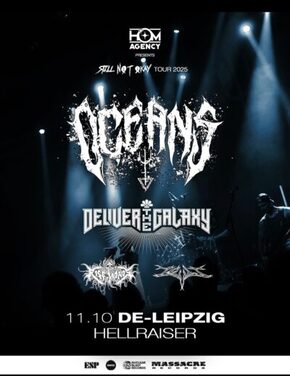 HOM
AGENCY
PRESENTS
STILL NOT OKAY TOUR 2025
OCEANS
DELIVER THE GALAXY
11.10 DE-LEIPZIG
HELLRAISER
ESP
MASSACRE
RECORDS